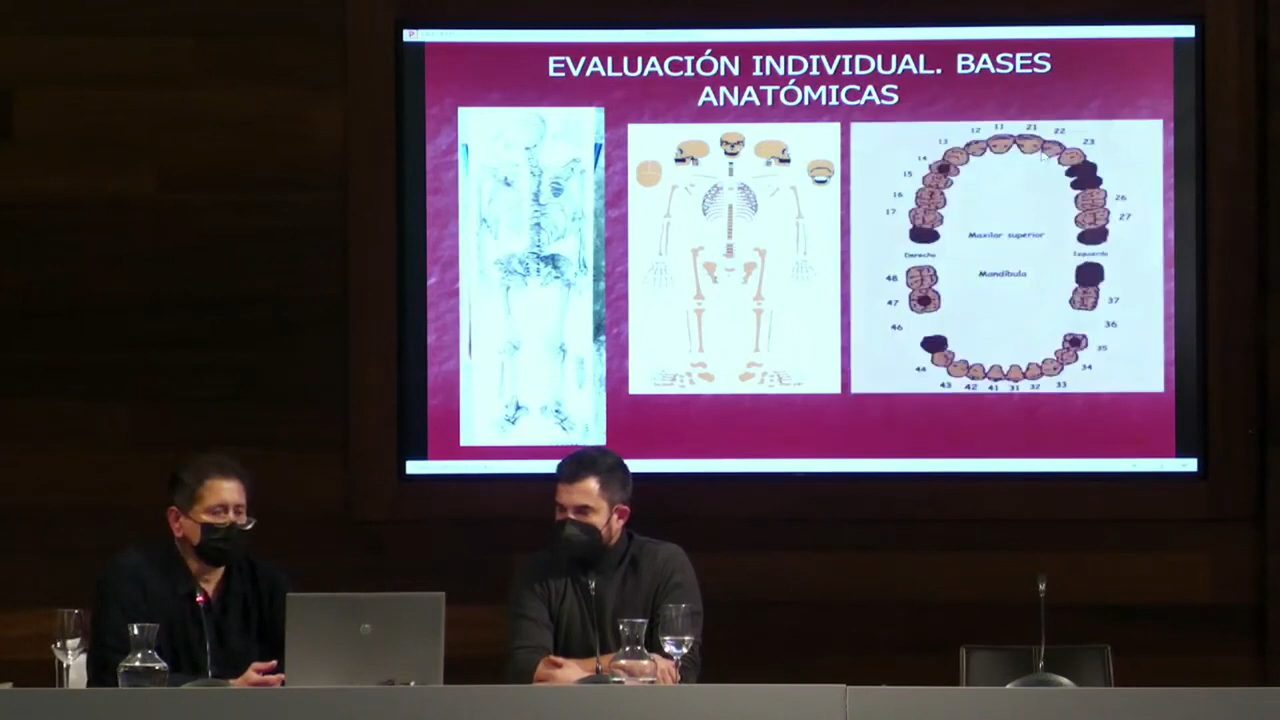 EVALUACIÓN INDIVIDUAL. BASES
ANATÓMICAS
11 21
12 22
13 23
14
15
16 26
17 27
Maxilar superior
Derecho Izquierdo
Mandíbula
48
47 37
46 36
35
44 34
43 42 41 31 32 33
hp